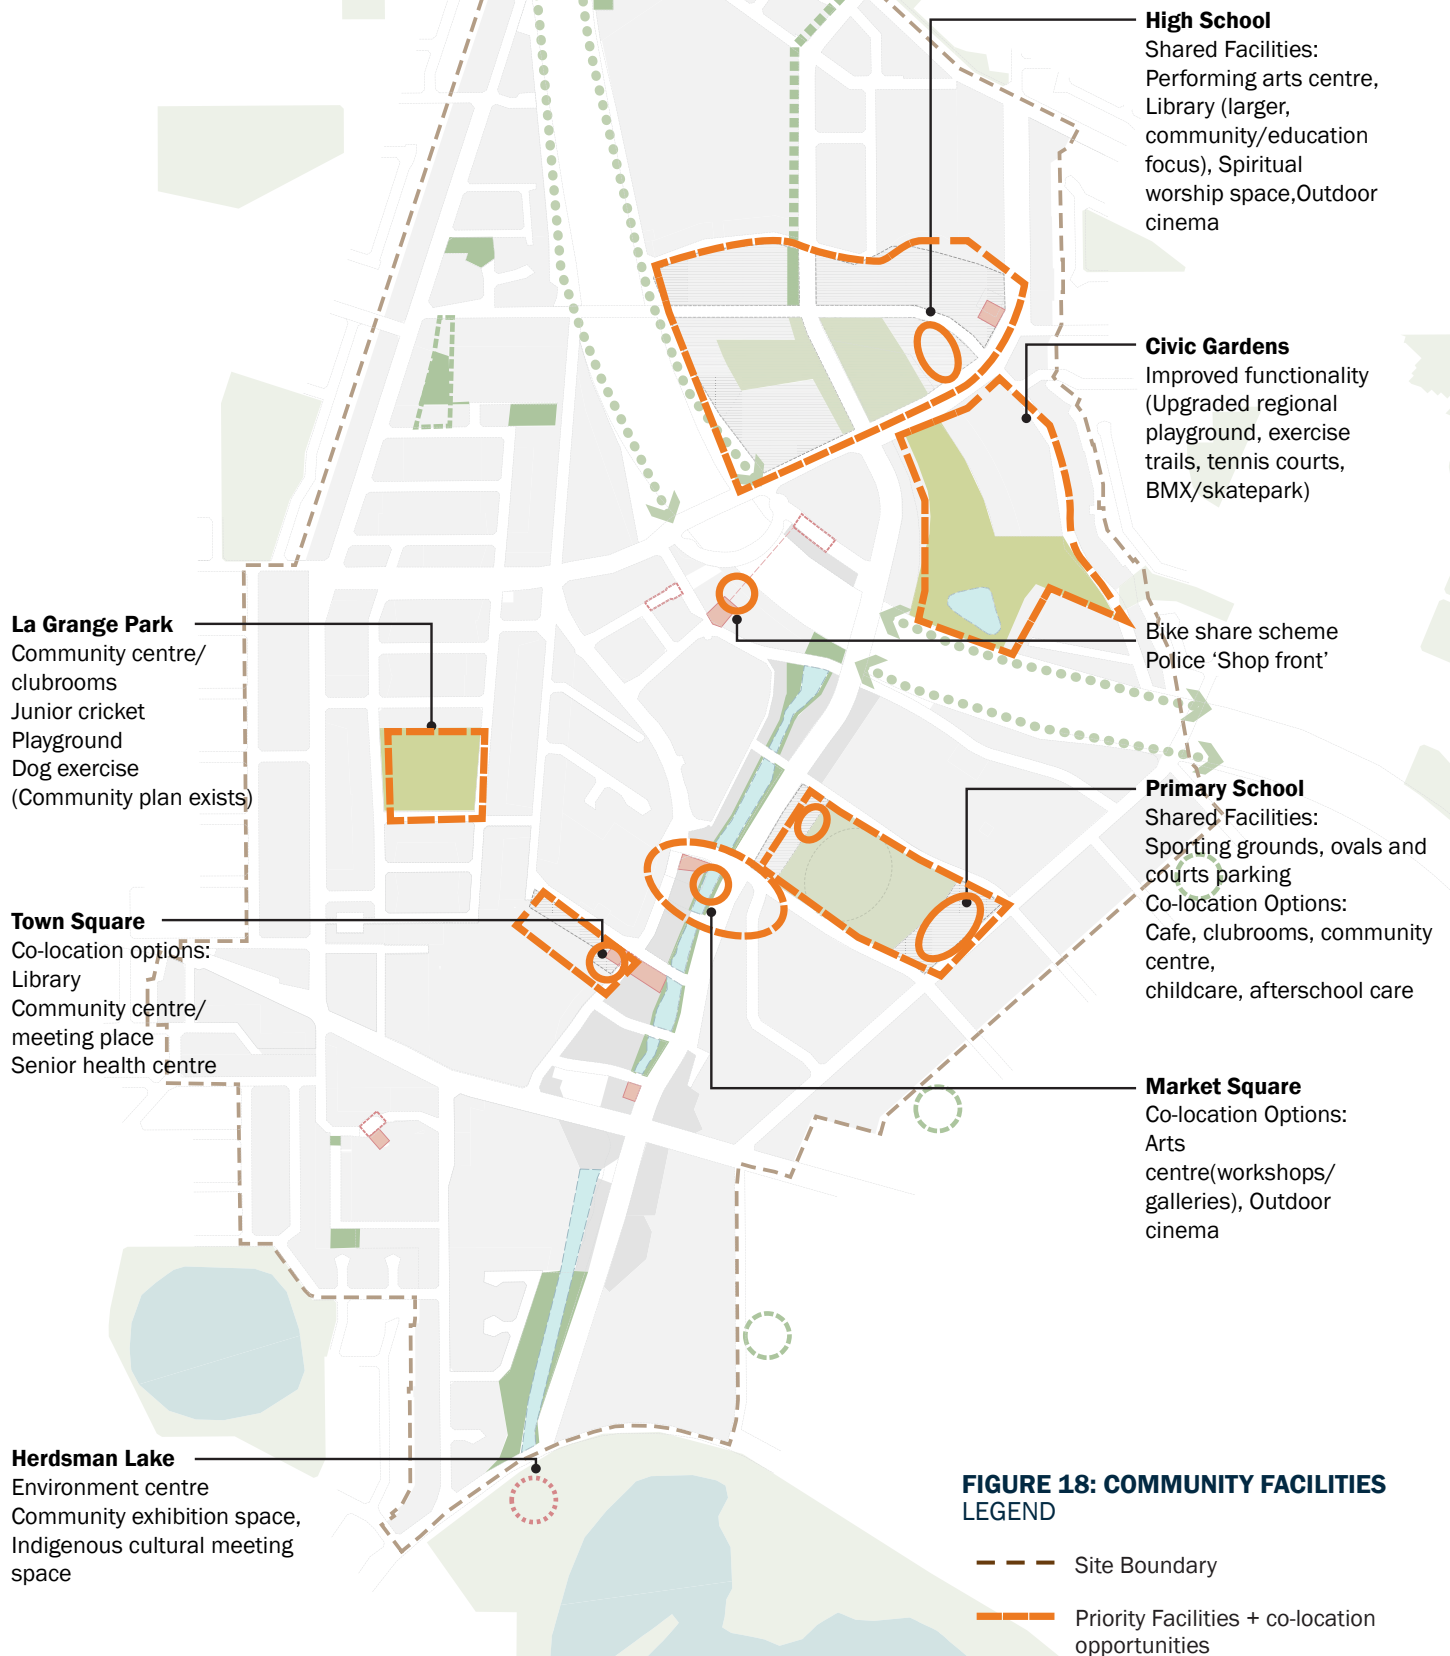 High School
Shared Facilities:
Performing arts centre,
Library (larger,
community/education
focus), Spiritual
worship space,Outdoor
cinema
Civic Gardens
Improved functionality
(Upgraded regional
playground, exercise
trails, tennis courts,
BMX/skatepark)
La Grange Park
Community centre/
clubrooms
Junior cricket
Playground
Dog exercise
(Community plan exists)
Bike share scheme
Police ‘Shop front’
Primary School
Shared Facilities:
Sporting grounds, ovals and
courts parking
Co-location Options:
Cafe, clubrooms, community
centre,
childcare, afterschool care
Town Square
Co-location options:
Library
Community centre/
meeting place
Senior health centre
Market Square
Co-location Options:
Arts
centre(workshops/
galleries), Outdoor
cinema
Herdsman Lake
Environment centre
Community exhibition space,
Indigenous cultural meeting
space
FIGURE 18: COMMUNITY FACILITIES
LEGEND
Site Boundary
Priority Facilities + co-location
opportunities